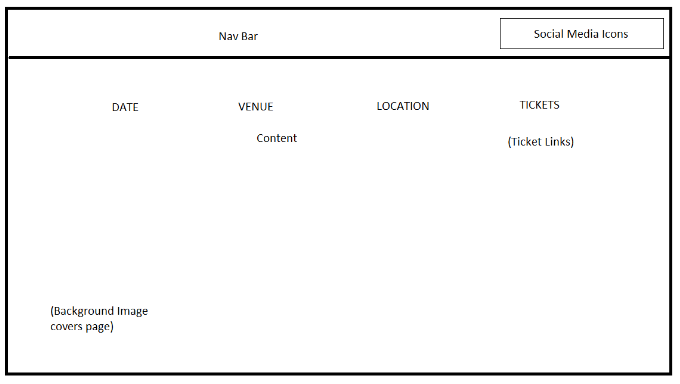 Nav Bar
Social Media Icons
DATE
VENUE
LOCATION
TICKETS
Content
(Ticket Links)
(Background Image
covers page)